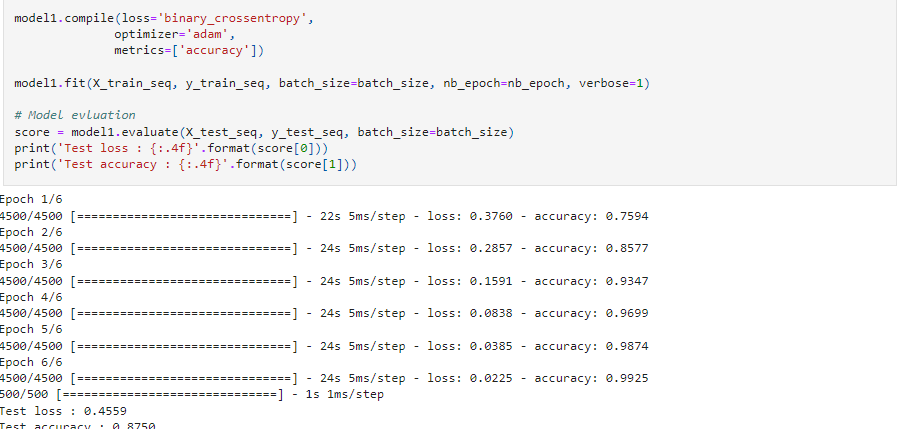 model1.compile(loss='binary_crossentropy',
optimizer='adam',
metrics=['accuracy'])
model1.fit(X_train_seq, y_train_seq, batch_size=batch_size, nb_epoch=nb_epoch, verbose=1)
# Model evluation
score = model1.evaluate(X_test_seq, y_test_seq, batch_size=batch_size)
print('Test loss : {:.4f}'.format(score[0]))
print('Test accuracy : {:.4f}'.format(score[1]))
Epoch 1/6
4500/4500 [==============================] - 22s 5ms/step - loss: 0.3760 - accuracy: 0.7594
Epoch 2/6
4500/4500 [==============================] - 24s 5ms/step - loss: 0.2857 - accuracy: 0.8577
Epoch 3/6
4500/4500 [==============================] - 24s 5ms/step - loss: 0.1591 - accuracy: 0.9347
Epoch 4/6
4500/4500 [==============================] - 24s 5ms/step - loss: 0.0838 - accuracy: 0.9699
Epoch 5/6
4500/4500 [==============================] - 24s 5ms/step - loss: 0.0385 - accuracy: 0.9874
Epoch 6/6
4500/4500 [==============================] - 24s 5ms/step - loss: 0.0225 - accuracy: 0.9925
500/500 [==============================] - 1s 1ms/step
Test loss : 0.4559
Test accuracy : 0.8750